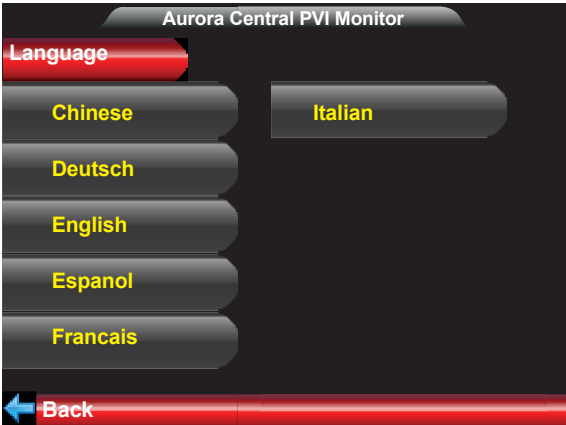 Aurora Central PVI Monitor
Language
Chinese
Italian
Deutsch
English
Espanol
Francais
Back